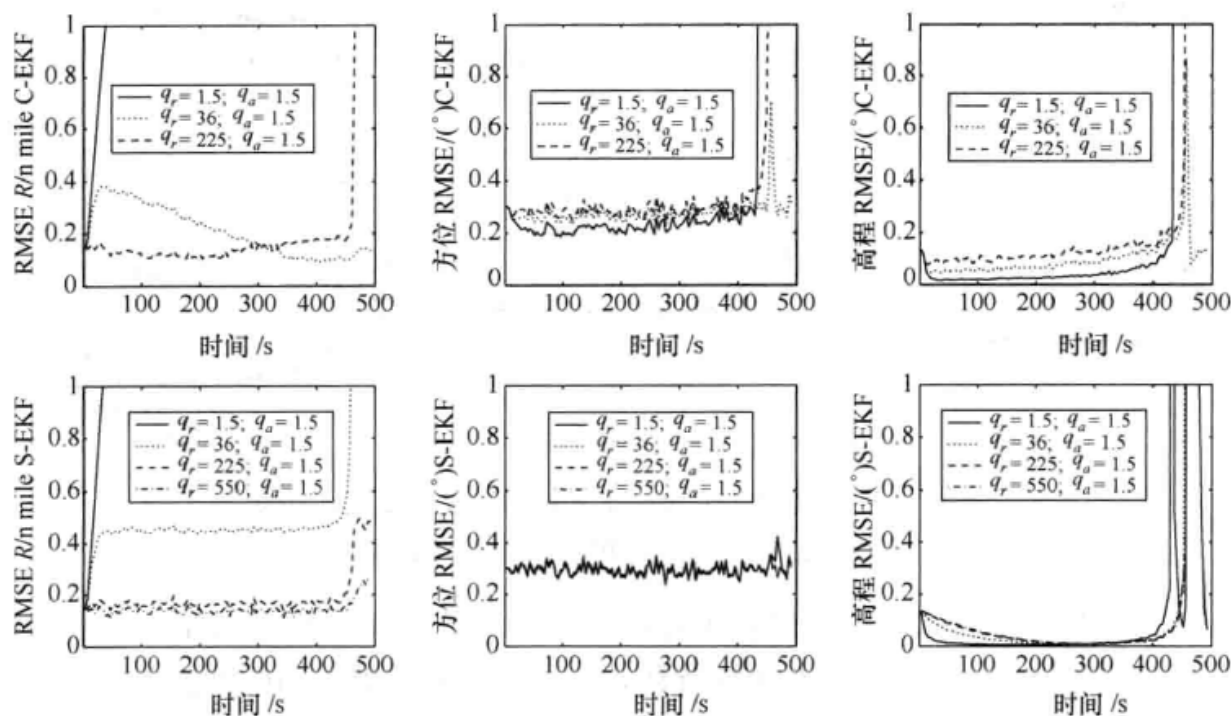 RMSE R/n mile C-EKF
1
0.8
0.6
0.4
0.2
0
q_r = 1.5; q_a = 1.5
q_r = 36; q_a = 1.5
q_r = 225; q_a = 1.5
100 200 300 400 500
时间 /s
方位 RMSE/(°)C-EKF
1
0.8
0.6
0.4
0.2
0
q_r = 1.5; q_a = 1.5
q_r = 36; q_a = 1.5
q_r = 225; q_a = 1.5
100 200 300 400 500
时间 /s
高程 RMSE/(°)C-EKF
1
0.8
0.6
0.4
0.2
0
q_r = 1.5; q_a = 1.5
q_r = 36; q_a = 1.5
q_r = 225; q_a = 1.5
100 200 300 400 500
时间 /s
RMSE R/n mile S-EKF
1
0.8
0.6
0.4
0.2
0
q_r = 1.5; q_a = 1.5
q_r = 36; q_a = 1.5
q_r = 225; q_a = 1.5
q_r = 550; q_a = 1.5
100 200 300 400 500
时间 /s
方位 RMSE/(°)S-EKF
1
0.8
0.6
0.4
0.2
0
q_r = 1.5; q_a = 1.5
q_r = 36; q_a = 1.5
q_r = 225; q_a = 1.5
q_r = 550; q_a = 1.5
100 200 300 400 500
时间 /s
高程 RMSE/(°)S-EKF
1
0.8
0.6
0.4
0.2
0
q_r = 1.5; q_a = 1.5
q_r = 36; q_a = 1.5
q_r = 225; q_a = 1.5
q_r = 550; q_a = 1.5
100 200 300 400 500
时间 /s